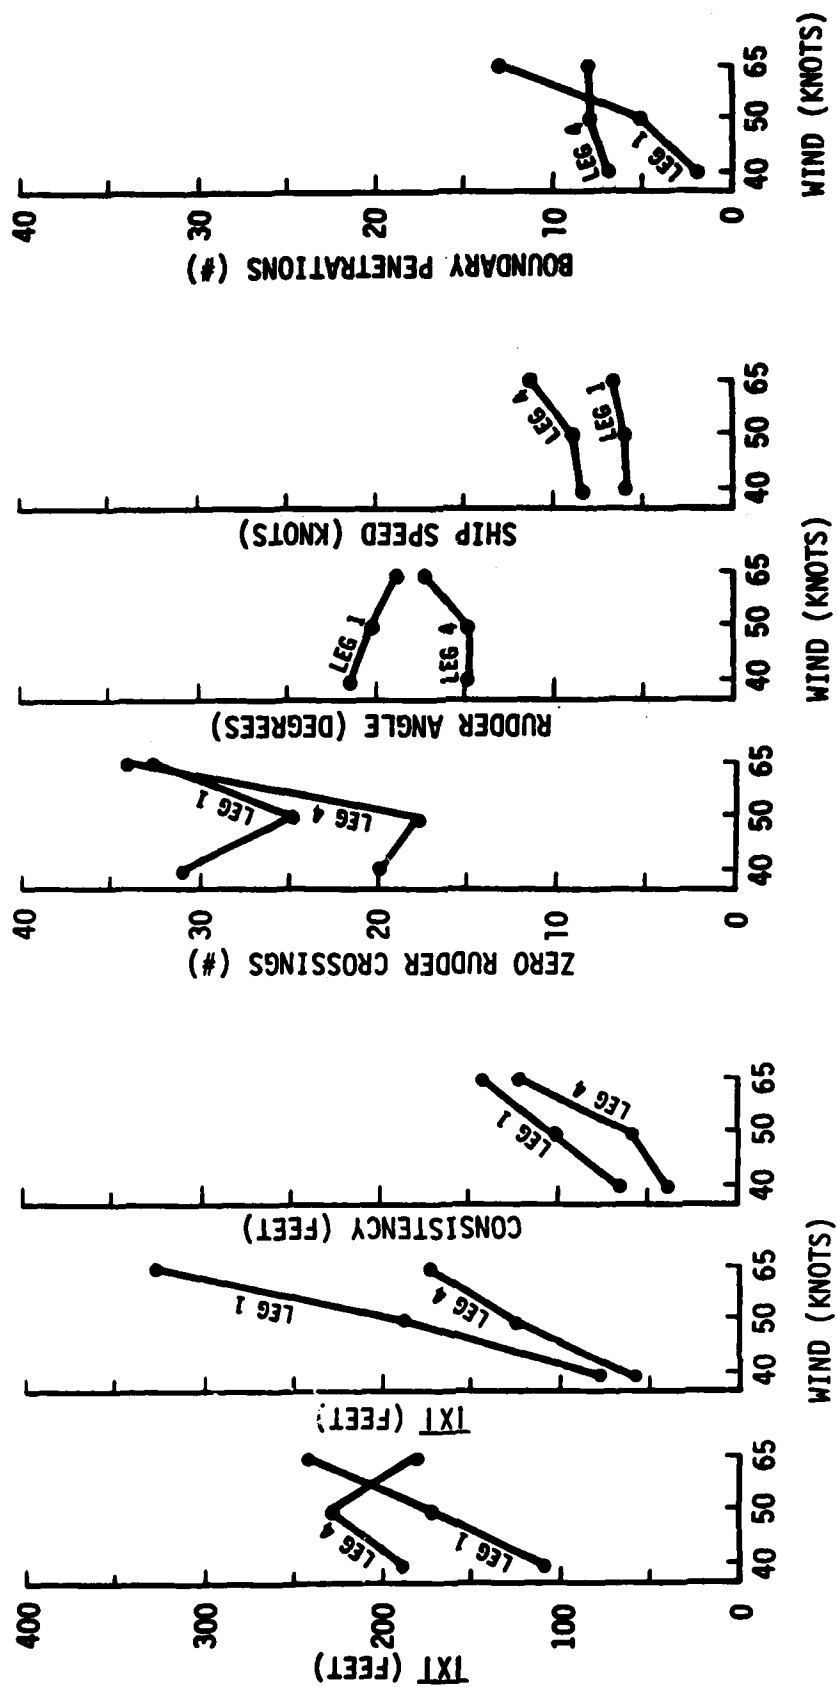 40
30
20
10
0
BOUNDARY PENETRATIONS (#)
LEG 4
LEG 1
40 50 65
WIND (KNOTS)
SHIP SPEED (KNOTS)
LEG 4
LEG 1
40 50 65
RUDDER ANGLE (DEGREES)
LEG 1
LEG 4
40 50 65
WIND (KNOTS)
40
30
20
10
0
ZERO RUDDER CROSSINGS (#)
LEG 1
LEG 4
40 50 65
CONSISTENCY (FEET)
LEG 1
LEG 4
40 50 65
IXI (FEET)
LEG 1
LEG 4
40 50 65
WIND (KNOTS)
400
300
200
100
0
IXI (FEET)
LEG 4
LEG 1
40 50 65